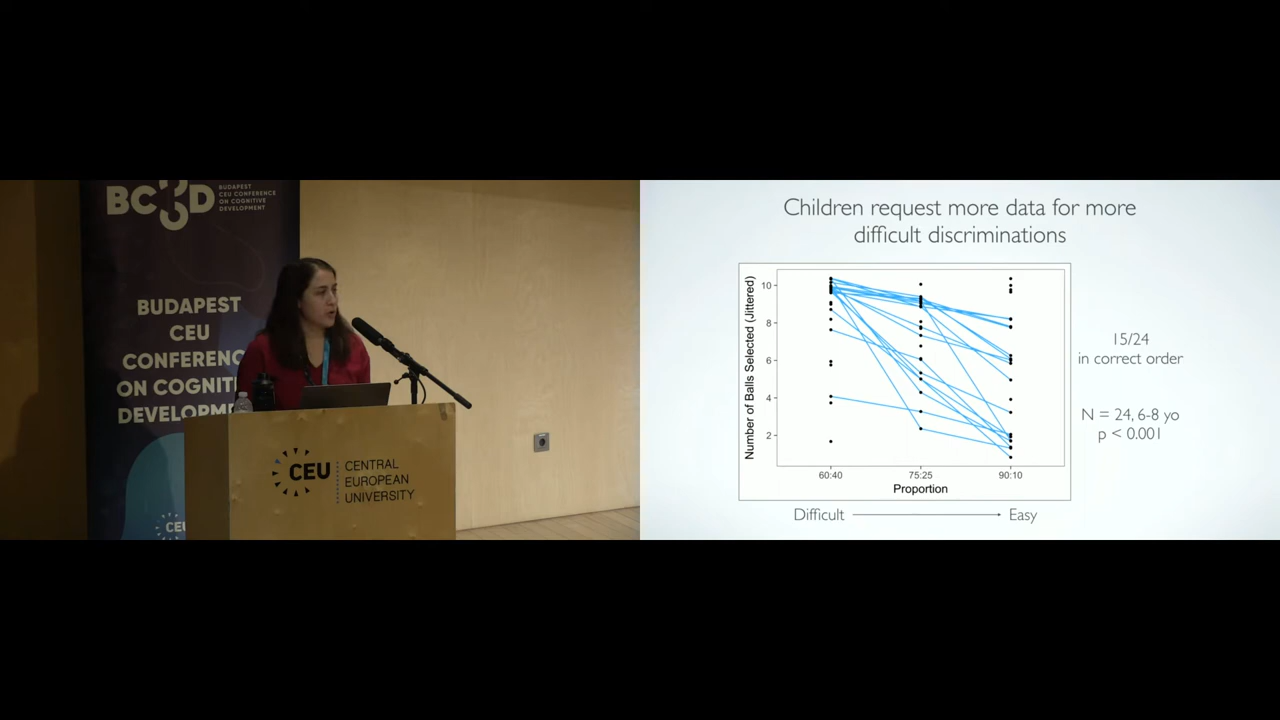 BC3D
BUDAPEST
CEU CONFERENCE
ON COGNITIVE
DEVELOPMENT
BUDAPEST
CEU
CONFERENC
ON COGNITI
DEVELOPM
CEU
CEU
CENTRAL
EUROPEAN
UNIVERSITY
Children request more data for more
difficult discriminations
Number of Balls Selected (Jittered)
10
8
6
4
2
60:40
75:25
90:10
Proportion
Difficult
Easy
15/24
in correct order
N = 24, 6-8 yo
p < 0.001